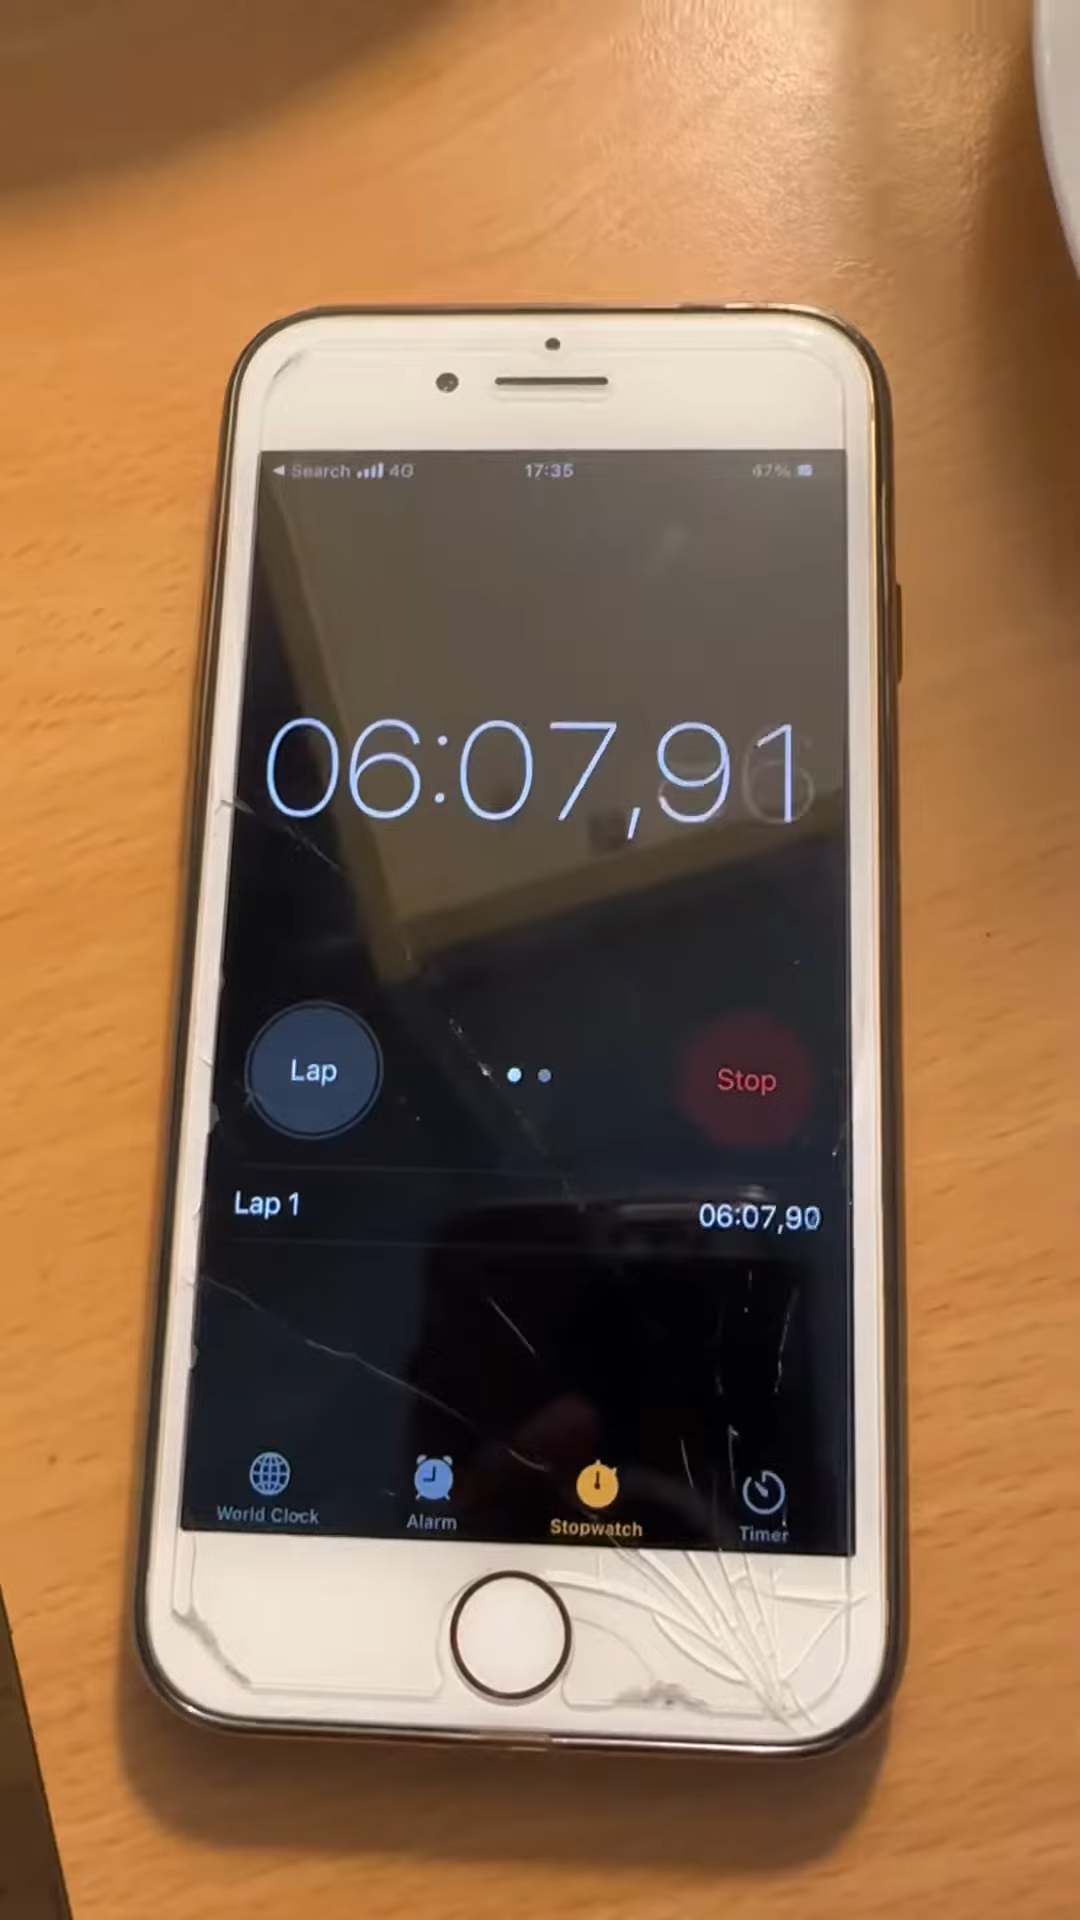 ◀ Search 4G 17:35 67%
06:07,91
Lap Stop
Lap 1 06:07,90
World Clock Alarm Stopwatch Timer